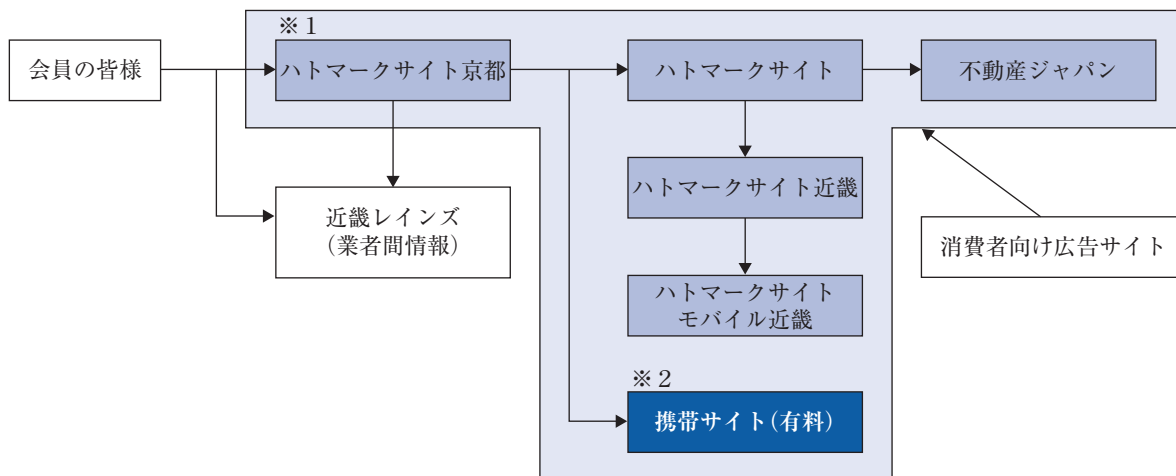 ※１
会員の皆様
ハトマークサイト京都
ハトマークサイト
不動産ジャパン
ハトマークサイト近畿
近畿レインズ
（業者間情報）
消費者向け広告サイト
ハトマークサイト
モバイル近畿
※２
携帯サイト（有料）